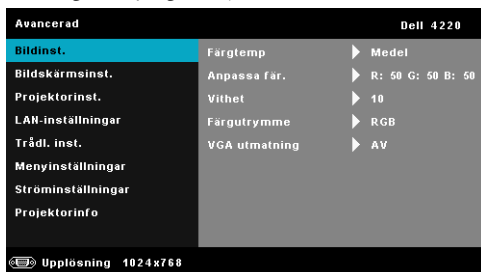 Avancerad Dell 4220
Bildinst. Färgtemp Medel
Bildskärmsinst. Anpassa fär. R: 50 G: 50 B: 50
Projektorinst. Vithet 10
LAN-inställningar Färgutrymme RGB
Trådl. inst. VGA utmatning AV
Menyinställningar
Ströminställningar
Projektorinfo
Upplösning 1024x768